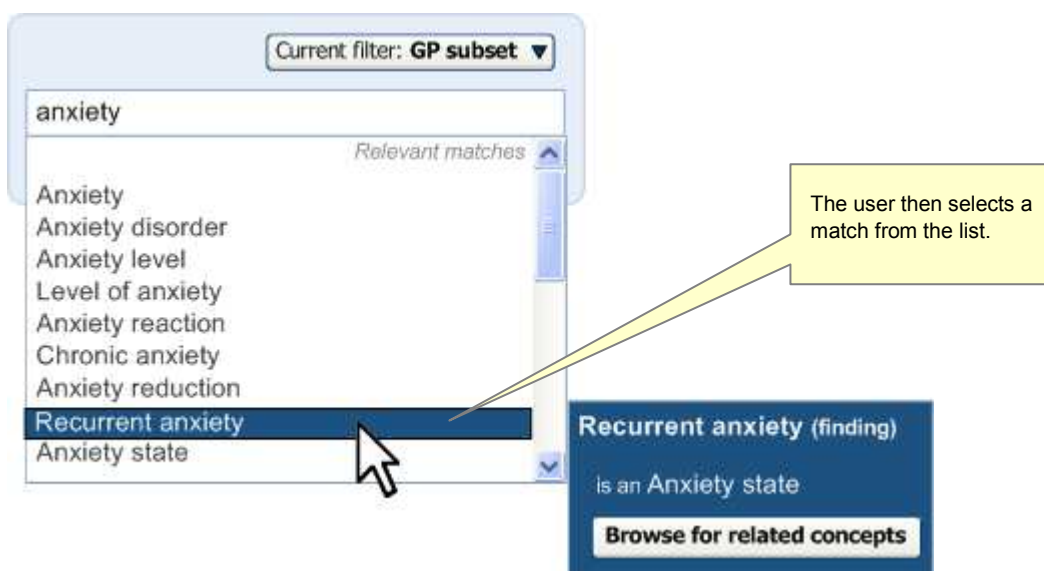 Current filter: GP subset
anxiety
Relevant matches
Anxiety
Anxiety disorder
Anxiety level
Level of anxiety
Anxiety reaction
Chronic anxiety
Anxiety reduction
Recurrent anxiety
Anxiety state
The user then selects a
match from the list.
Recurrent anxiety (finding)
is an Anxiety state
Browse for related concepts